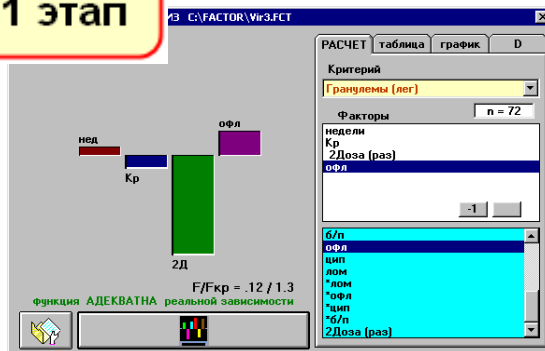 1 этап
ИЗ C:\FACTOR\Vir3.FCT
РАСЧЕТ таблица график D
Критерий
Гранулемы (лег)
Факторы n = 72
недели
Кр
2Доза (раз)
офл
-1
б/п
офл
цип
лом
*лом
*офл
*цип
*б/п
2Доза (раз)
нед
офл
Кр
2Д
F/Fкр = .12 / 1.3
функция АДЕКВАТНА реальной зависимости